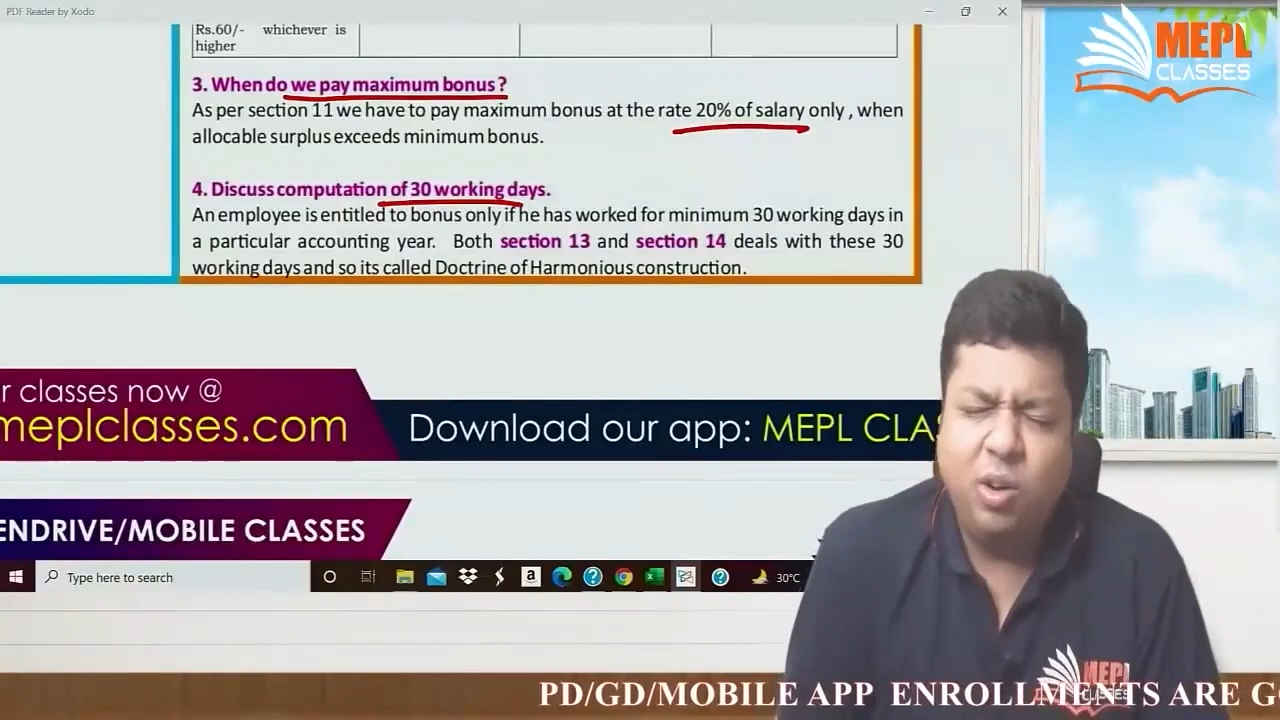 PDF Reader by Xodo
MEPL
CLASSES
Rs.60/- whichever is
higher
3. When do we pay maximum bonus ?
As per section 11 we have to pay maximum bonus at the rate 20% of salary only , when
allocable surplus exceeds minimum bonus.
4. Discuss computation of 30 working days.
An employee is entitled to bonus only if he has worked for minimum 30 working days in
a particular accounting year. Both section 13 and section 14 deals with these 30
working days and so its called Doctrine of Harmonious construction.
r classes now @
meplclasses.com
Download our app: MEPL CLAS
ENDRIVE/MOBILE CLASSES
Type here to search
a
30°C
MEPL
CLASSES
PD/GD/MOBILE APP ENROLLMENTS ARE G